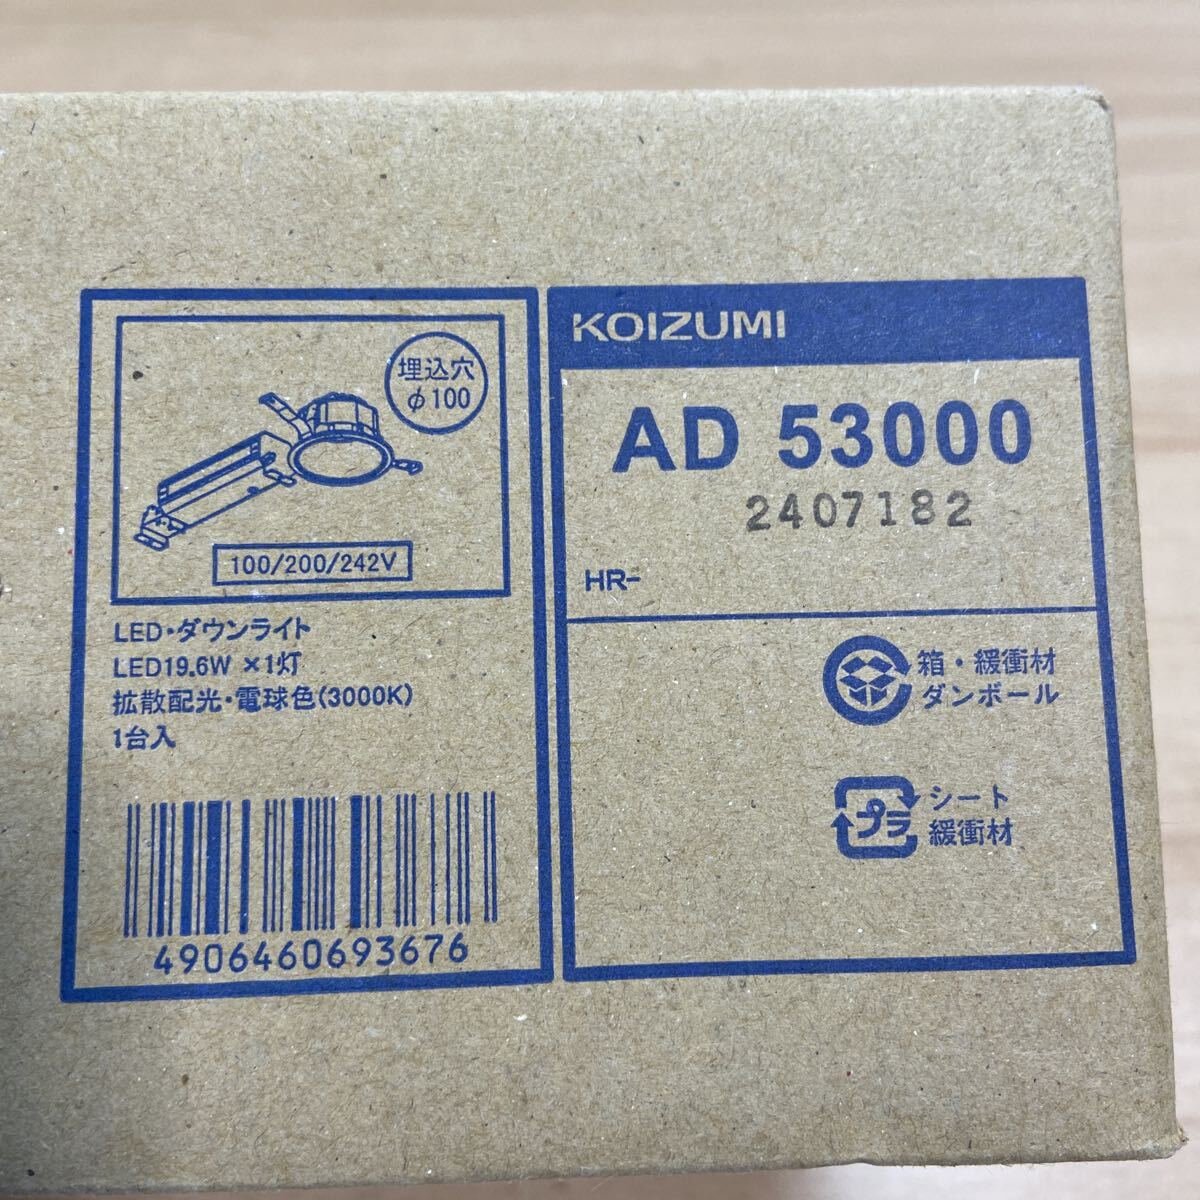 埋込穴
φ100
100/200/242V
LED・ダウンライト
LED19.6W ×1灯
拡散配光・電球色(3000K)
1台入
4906460693676
KOIZUMI
AD 53000
2407182
HR-
箱・緩衝材
ダンボール
プラ
シート
緩衝材